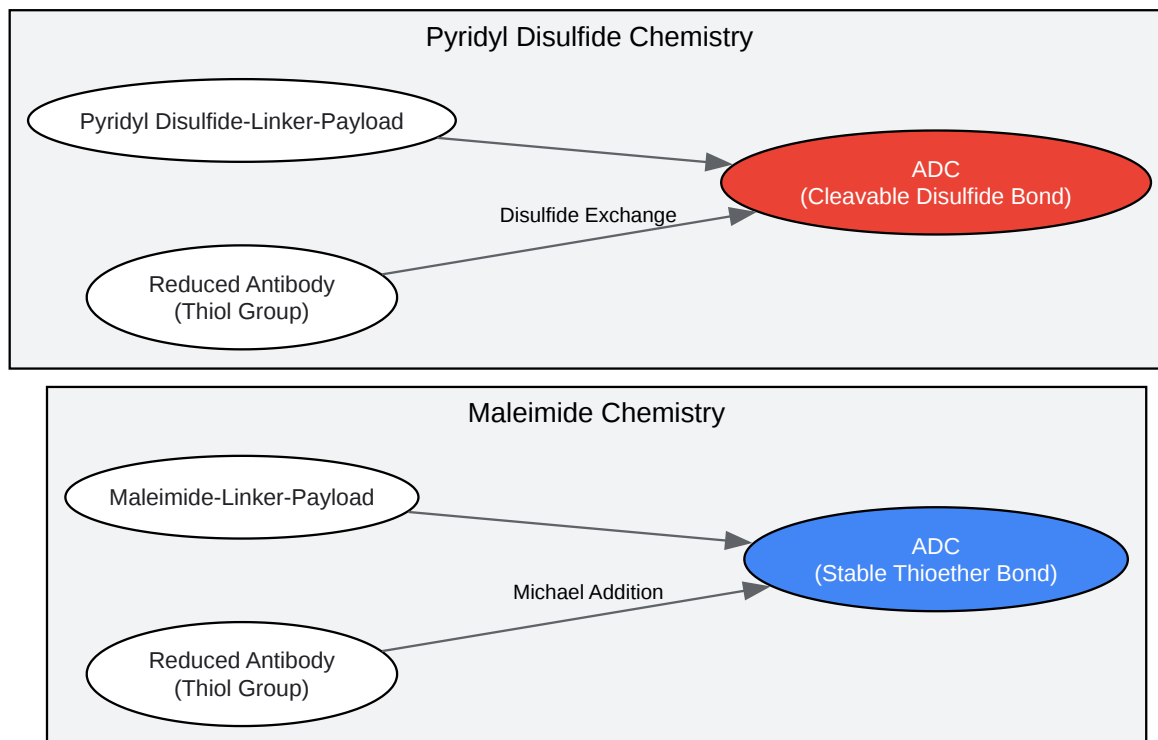 Pyridyl Disulfide Chemistry
Pyridyl Disulfide-Linker-Payload
ADC
(Cleavable Disulfide Bond)
Disulfide Exchange
Reduced Antibody
(Thiol Group)
Maleimide Chemistry
Maleimide-Linker-Payload
ADC
(Stable Thioether Bond)
Michael Addition
Reduced Antibody
(Thiol Group)